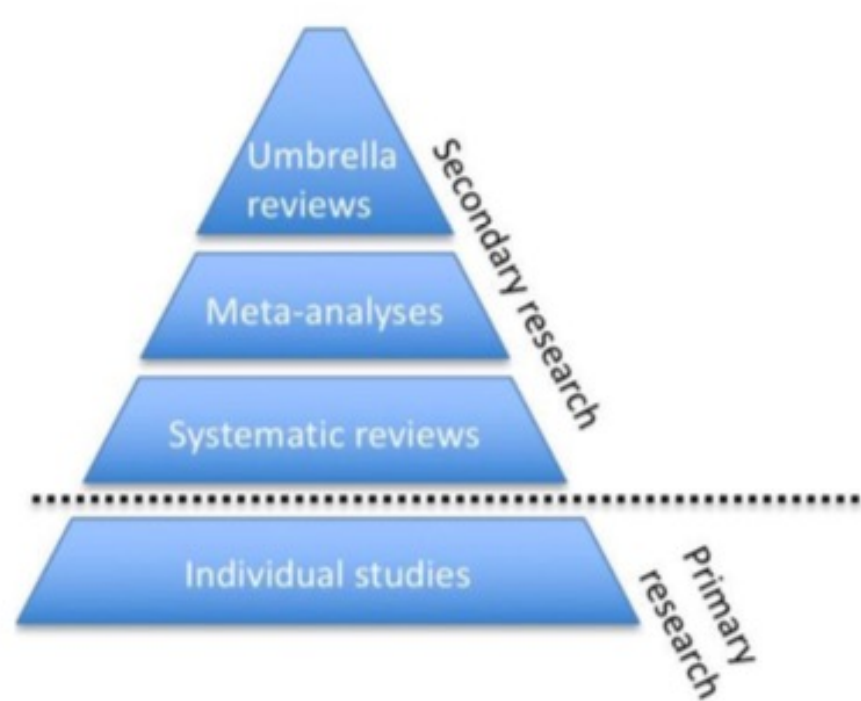 Umbrella
reviews
Secondary research
Meta-analyses
Systematic reviews
Individual studies
Primary
research